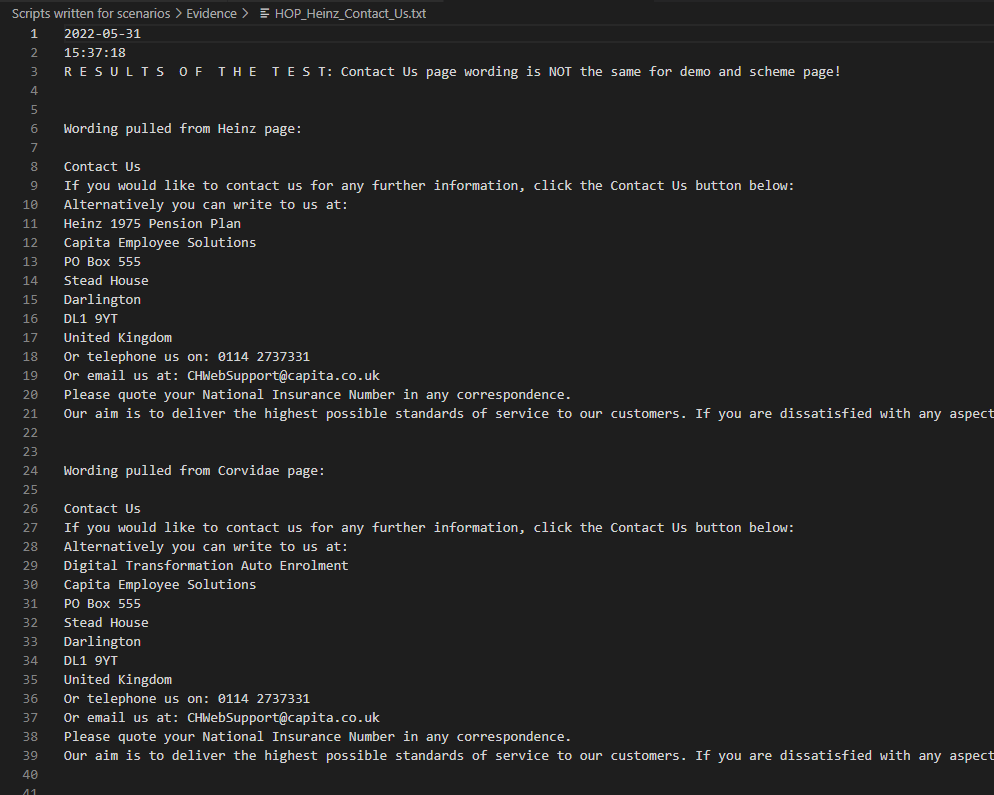 Scripts written for scenarios > Evidence > HOP_Heinz_Contact_Us.txt
1 2022-05-31
2 15:37:18
3 R E S U L T S  O F  T H E  T E S T: Contact Us page wording is NOT the same for demo and scheme page!
4
5
6 Wording pulled from Heinz page:
7
8 Contact Us
9 If you would like to contact us for any further information, click the Contact Us button below:
10 Alternatively you can write to us at:
11 Heinz 1975 Pension Plan
12 Capita Employee Solutions
13 PO Box 555
14 Stead House
15 Darlington
16 DL1 9YT
17 United Kingdom
18 Or telephone us on: 0114 2737331
19 Or email us at: CHWebSupport@capita.co.uk
20 Please quote your National Insurance Number in any correspondence.
21 Our aim is to deliver the highest possible standards of service to our customers. If you are dissatisfied with any aspect
22
23
24 Wording pulled from Corvidae page:
25
26 Contact Us
27 If you would like to contact us for any further information, click the Contact Us button below:
28 Alternatively you can write to us at:
29 Digital Transformation Auto Enrolment
30 Capita Employee Solutions
31 PO Box 555
32 Stead House
33 Darlington
34 DL1 9YT
35 United Kingdom
36 Or telephone us on: 0114 2737331
37 Or email us at: CHWebSupport@capita.co.uk
38 Please quote your National Insurance Number in any correspondence.
39 Our aim is to deliver the highest possible standards of service to our customers. If you are dissatisfied with any aspect
40
41